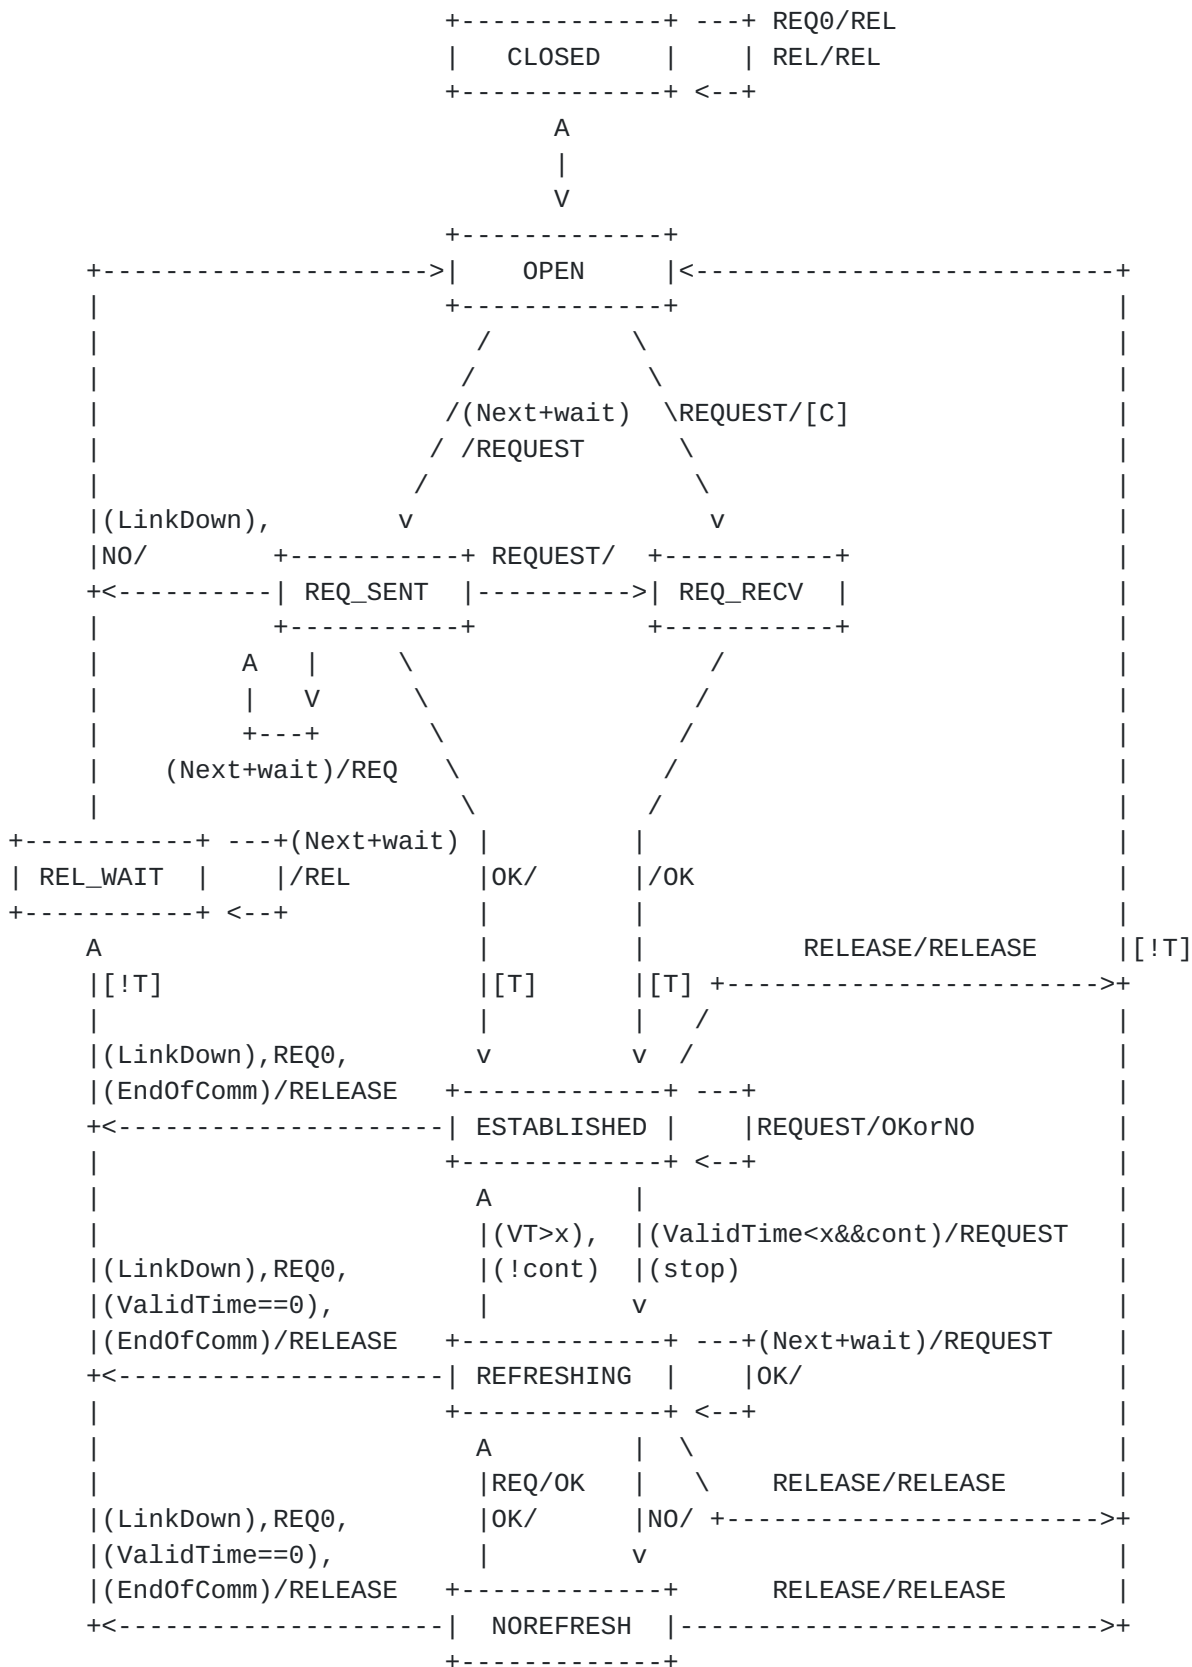 +-------------+ ---+ REQ0/REL
                            |   CLOSED    |    | REL/REL
                            +-------------+ <--+
                                   A
                                   |
                                   V
                            +-------------+
     +--------------------->|    OPEN     |<---------------------------+
     |                      +-------------+                            |
     |                        /         \                              |
     |                       /           \                             |
     |                      /(Next+wait)  \REQUEST/[C]                 |
     |                     / /REQUEST      \                           |
     |                    /                 \                          |
     |(LinkDown),        v                   v                         |
     |NO/        +-----------+ REQUEST/  +-----------+                 |
     +<----------| REQ_SENT  |---------->| REQ_RECV  |                 |
     |           +-----------+           +-----------+                 |
     |         A   |     \                   /                         |
     |         |   V      \                 /                          |
     |         +---+       \               /                           |
     |    (Next+wait)/REQ   \             /                            |
     |                       \           /                             |
+-----------+ ---+(Next+wait) |         |                              |
| REL_WAIT  |    |/REL        |OK/      |/OK                           |
+-----------+ <--+            |         |                              |
     A                        |         |          RELEASE/RELEASE     |[!T]
     |[!T]                    |[T]      |[T] +------------------------>+
     |                        |         |   /                          |
     |(LinkDown),REQ0,        v         v  /                           |
     |(EndOfComm)/RELEASE   +-------------+ ---+                       |
     +<---------------------| ESTABLISHED |    |REQUEST/OKorNO         |
     |                      +-------------+ <--+                       |
     |                        A         |                              |
     |                        |(VT>x),  |(ValidTime<x&&cont)/REQUEST   |
     |(LinkDown),REQ0,        |(!cont)  |(stop)                        |
     |(ValidTime==0),         |         v                              |
     |(EndOfComm)/RELEASE   +-------------+ ---+(Next+wait)/REQUEST    |
     +<---------------------| REFRESHING  |    |OK/                    |
     |                      +-------------+ <--+                       |
     |                        A         |  \                           |
     |                        |REQ/OK   |   \    RELEASE/RELEASE       |
     |(LinkDown),REQ0,        |OK/      |NO/ +------------------------>+
     |(ValidTime==0),         |         v                              |
     |(EndOfComm)/RELEASE   +-------------+      RELEASE/RELEASE       |
     +<---------------------|  NOREFRESH  |--------------------------->+
                            +-------------+